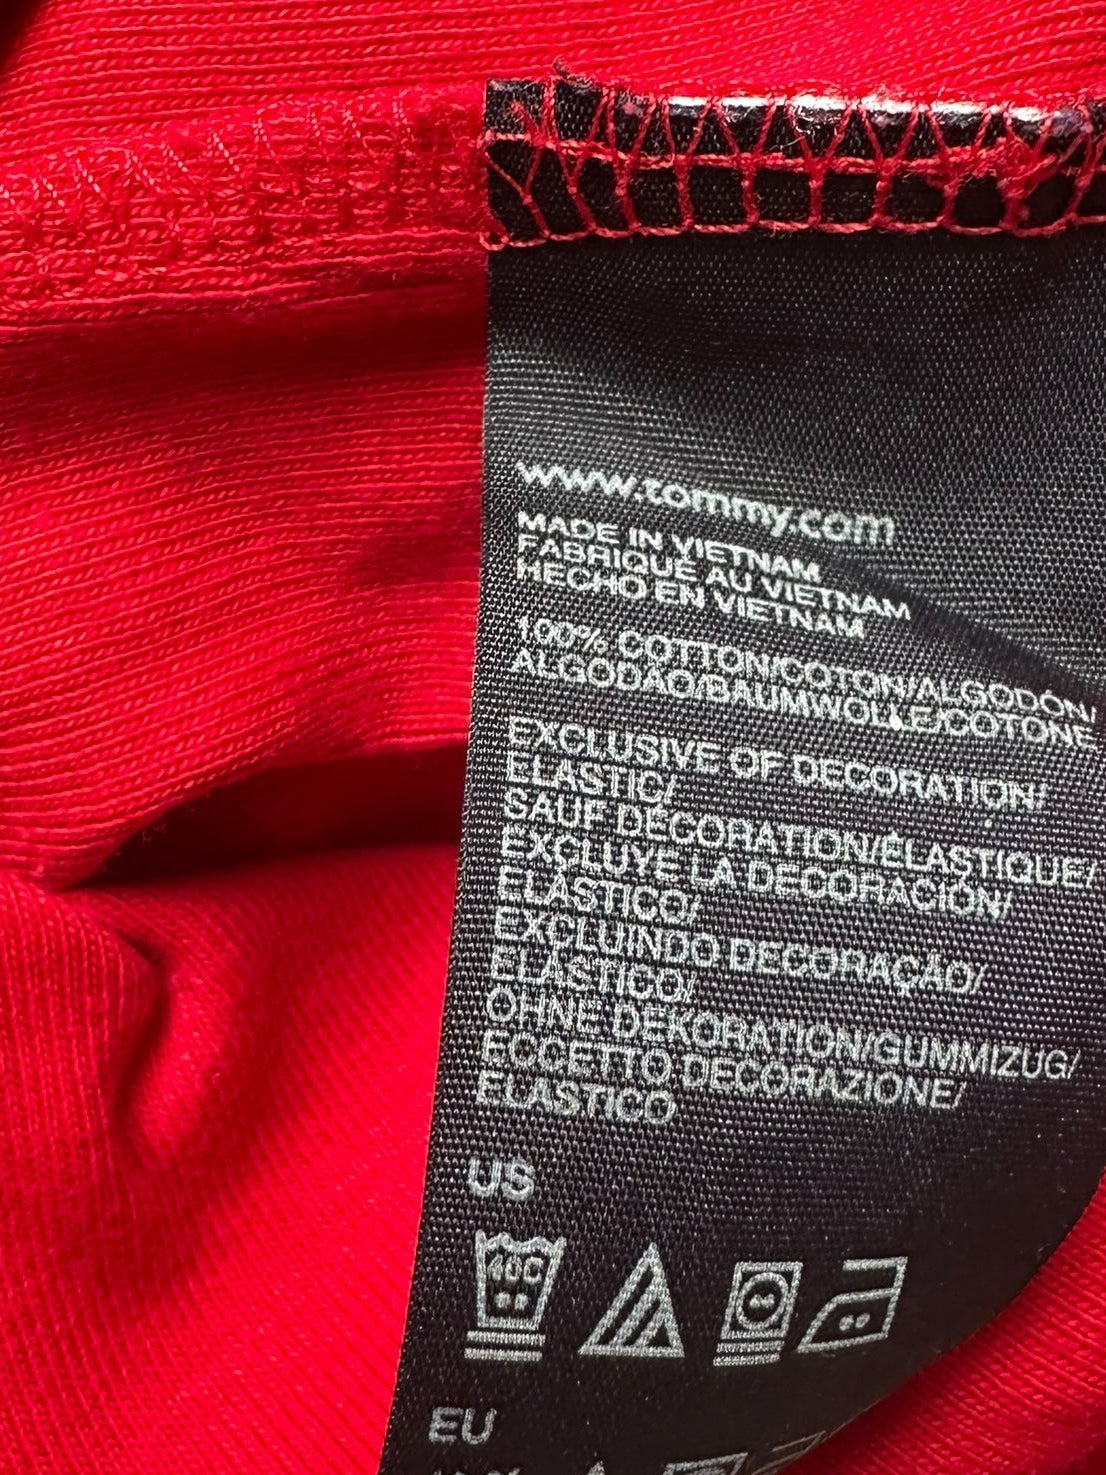 www.tommy.com
MADE IN VIETNAM
FABRIQUÉ AU VIETNAM
HECHO EN VIETNAM
100% COTTON/COTON/ALGODÓN/
ALGODÃO/BAUMWOLLE/COTONE
EXCLUSIVE OF DECORATION/
ELASTIC/
SAUF DÉCORATION/ÉLASTIQUE/
EXCLUYE LA DECORACIÓN/
ELÁSTICO/
EXCLUINDO DECORAÇÃO/
ELÁSTICO/
OHNE DEKORATION/GUMMIZUG/
ECCETTO DECORAZIONE/
ELASTICO
US
40C
EU